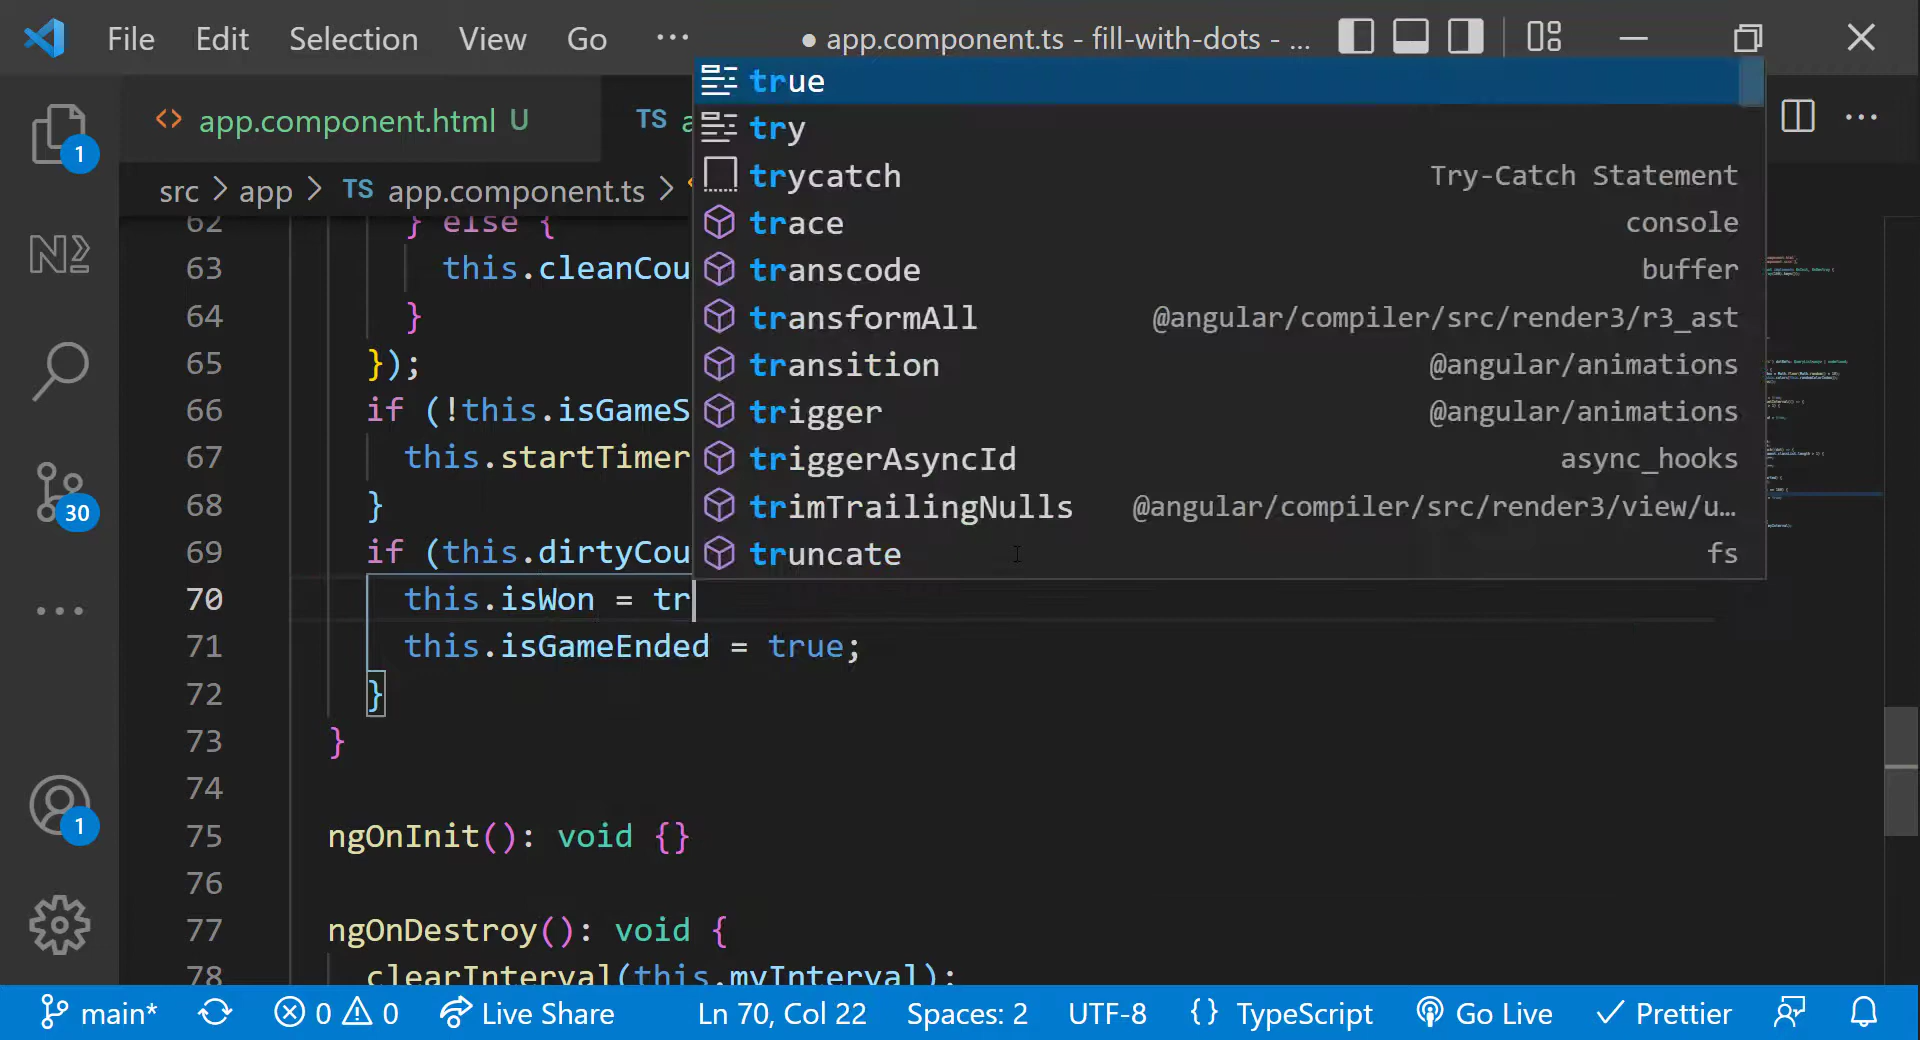 File Edit Selection View Go ··· ● app.component.ts - fill-with-dots - ...
<> app.component.html U TS
src > app > TS app.component.ts >
true
try
trycatch Try-Catch Statement
trace console
transcode buffer
transformAll @angular/compiler/src/render3/r3_ast
transition @angular/animations
trigger @angular/animations
triggerAsyncId async_hooks
trimTrailingNulls @angular/compiler/src/render3/view/u…
truncate fs
1
30
1
62 } else {
63 this.cleanCou
64 }
65 });
66 if (!this.isGameS
67 this.startTimer
68 }
69 if (this.dirtyCou
70 this.isWon = tr
71 this.isGameEnded = true;
72 }
73 }
74
75 ngOnInit(): void {}
76
77 ngOnDestroy(): void {
78 clearInterval(this.myInterval);
main* 0 0 Live Share Ln 70, Col 22 Spaces: 2 UTF-8 {} TypeScript Go Live Prettier